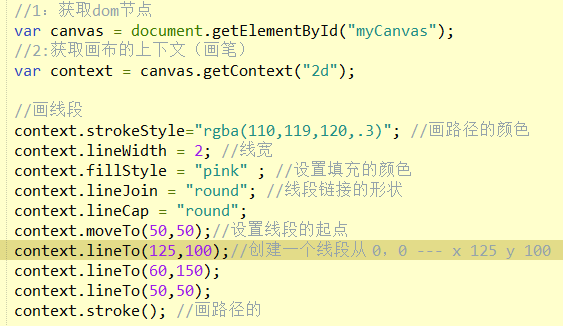 //1: 获取dom节点
var canvas = document.getElementById("myCanvas");
//2:获取画布的上下文（画笔）
var context = canvas.getContext("2d");
//画线段
context.strokeStyle="rgba(110,119,120,.3)"; //画路径的颜色
context.lineWidth = 2; //线宽
context.fillStyle = "pink" ; //设置填充的颜色
context.lineJoin = "round"; //线段链接的形状
context.lineCap = "round";
context.moveTo(50,50);//设置线段的起点
context.lineTo(125,100);//创建一个线段从 0，0 --- x 125 y 100
context.lineTo(60,150);
context.lineTo(50,50);
context.stroke(); //画路径的